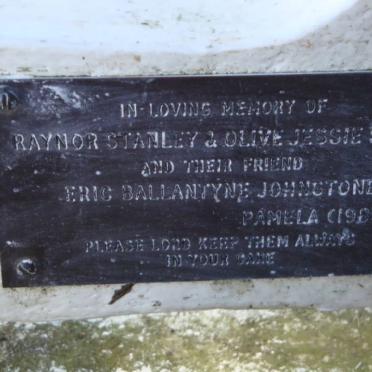 IN LOVING MEMORY OF
RAYNOR STANLEY & OLIVE JESSIE
AND THEIR FRIEND
ERIC BALLANTYNE JOHNSTONE
PAMELA (198
PLEASE LORD KEEP THEM ALWAYS
IN YOUR CARE